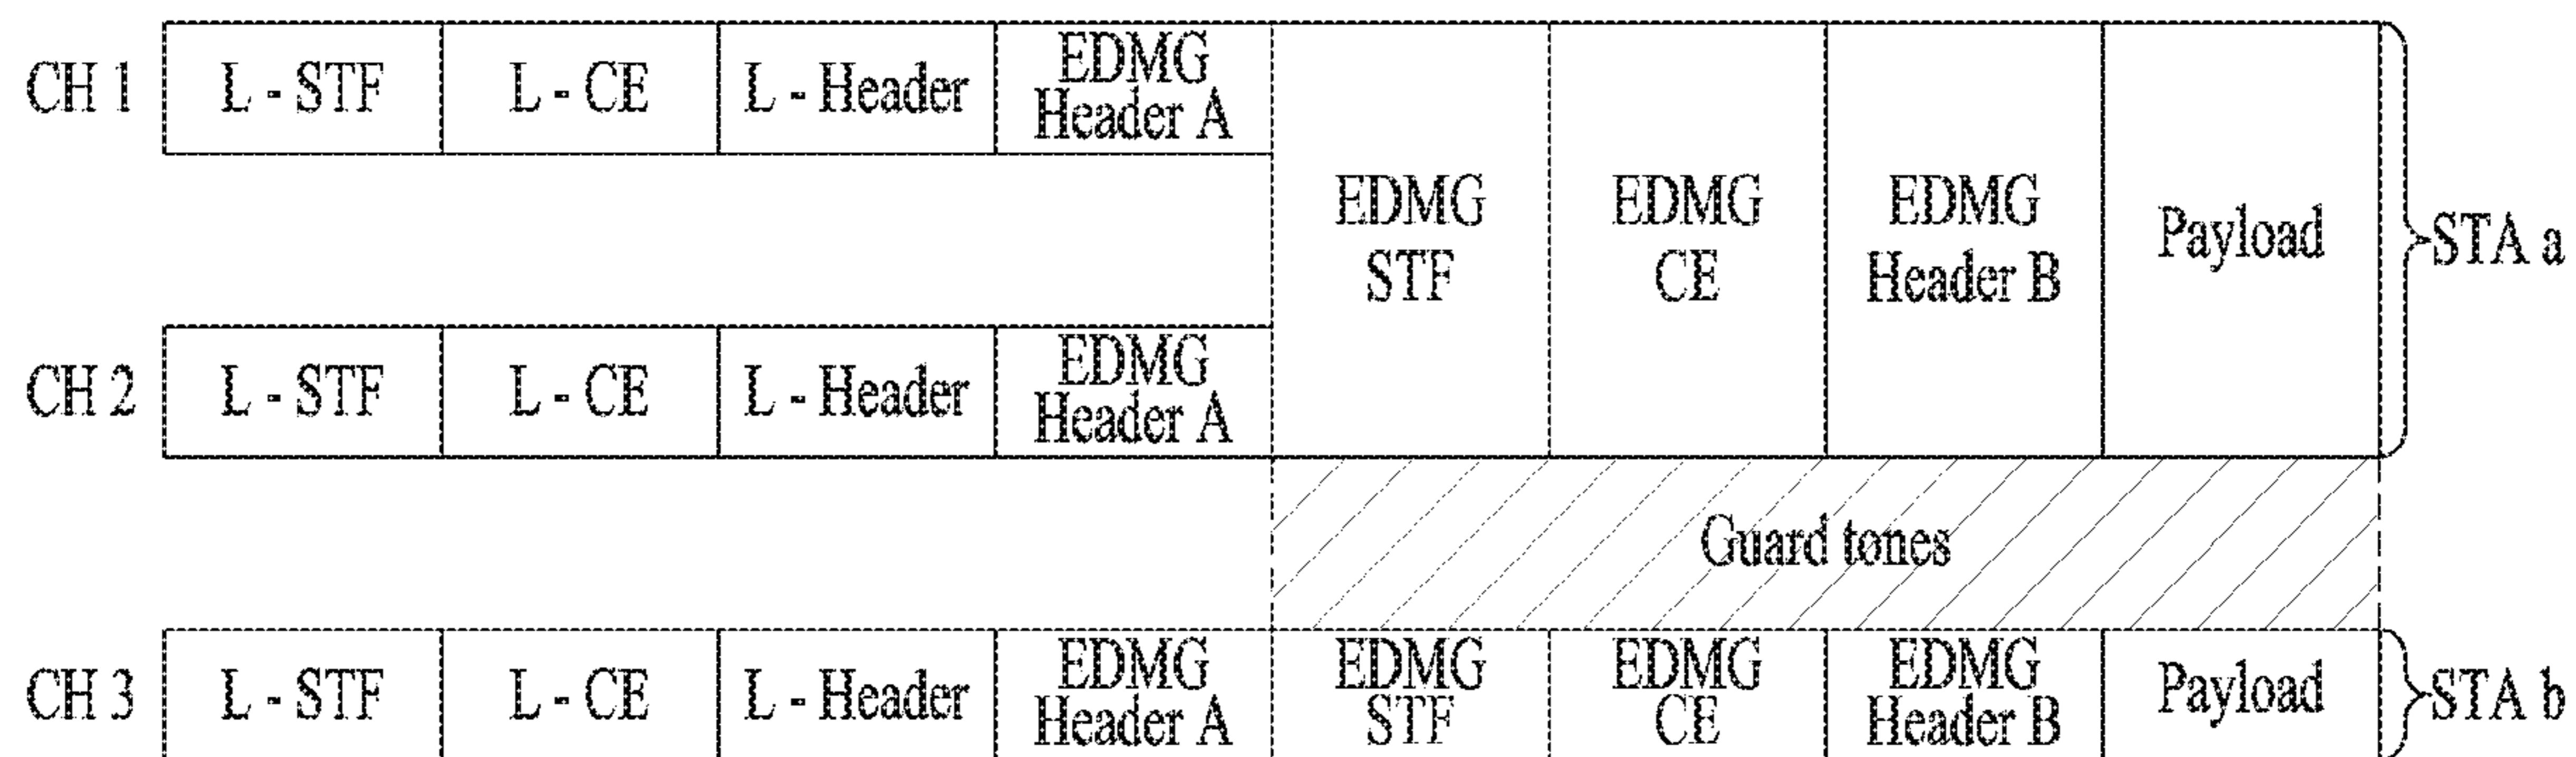 CH 1
L - STF
L - CE
L - Header
EDMG
Header A
EDMG
STF
EDMG
CE
EDMG
Header B
Payload
STA a
CH 2
L - STF
L - CE
L - Header
EDMG
Header A
Guard tones
CH 3
L - STF
L - CE
L - Header
EDMG
Header A
EDMG
STF
EDMG
CE
EDMG
Header B
Payload
STA b